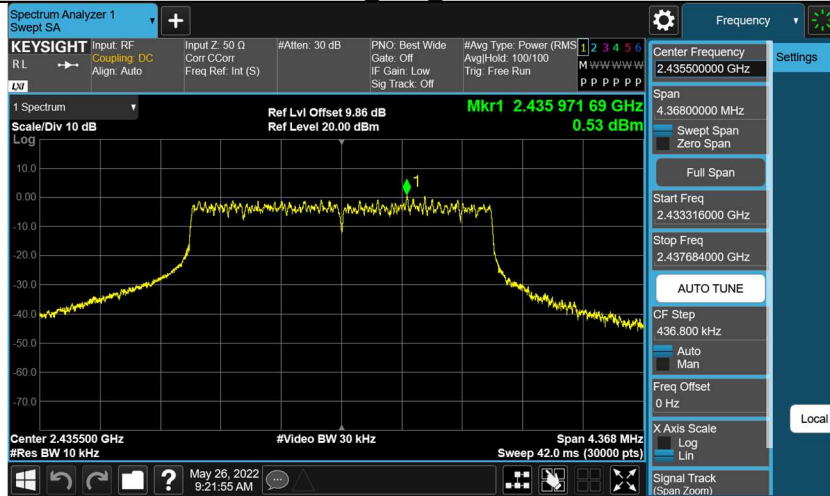 Spectrum Analyzer 1
Swept SA
+
Frequency
KEYSIGHT
RL
LXI
Input: RF
Coupling: DC
Align: Auto
Input Z: 50 Ω
Corr CCorr
Freq Ref: Int (S)
#Atten: 30 dB
PNO: Best Wide
Gate: Off
IF Gain: Low
Sig Track: Off
#Avg Type: Power (RMS
Avg|Hold: 100/100
Trig: Free Run
1 2 3 4 5 6
M W W W W W
P P P P P P
1 Spectrum
Scale/Div 10 dB
Log
Ref Lvl Offset 9.86 dB
Ref Level 20.00 dBm
Mkr1 2.435 971 69 GHz
0.53 dBm
1
10.0
0.00
-10.0
-20.0
-30.0
-40.0
-50.0
-60.0
-70.0
Center 2.435500 GHz
#Res BW 10 kHz
#Video BW 30 kHz
Span 4.368 MHz
Sweep 42.0 ms (30000 pts)
?
May 26, 2022
9:21:55 AM
Center Frequency
2.435500000 GHz
Span
4.36800000 MHz
Swept Span
Zero Span
Full Span
Start Freq
2.433316000 GHz
Stop Freq
2.437684000 GHz
AUTO TUNE
CF Step
436.800 kHz
Auto
Man
Freq Offset
0 Hz
X Axis Scale
Log
Lin
Signal Track
(Span Zoom)
Settings
Local